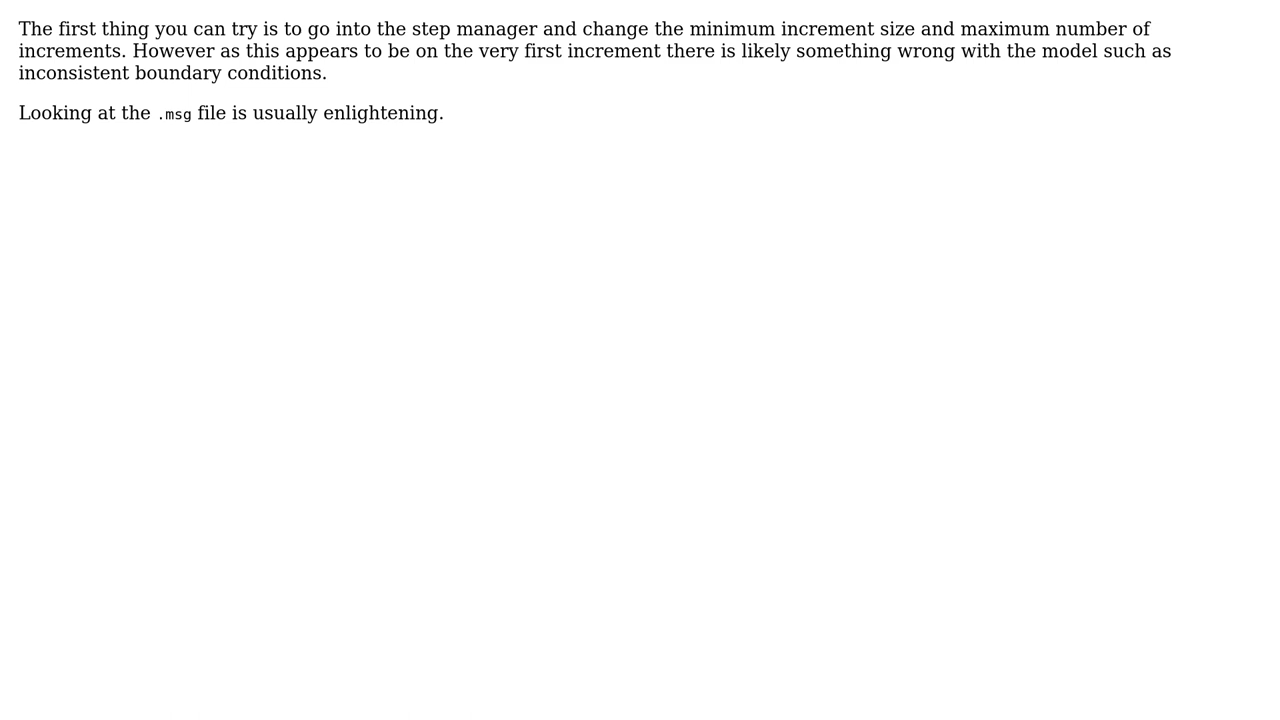 The first thing you can try is to go into the step manager and change the minimum increment size and maximum number of
increments. However as this appears to be on the very first increment there is likely something wrong with the model such as
inconsistent boundary conditions.
Looking at the .msg file is usually enlightening.